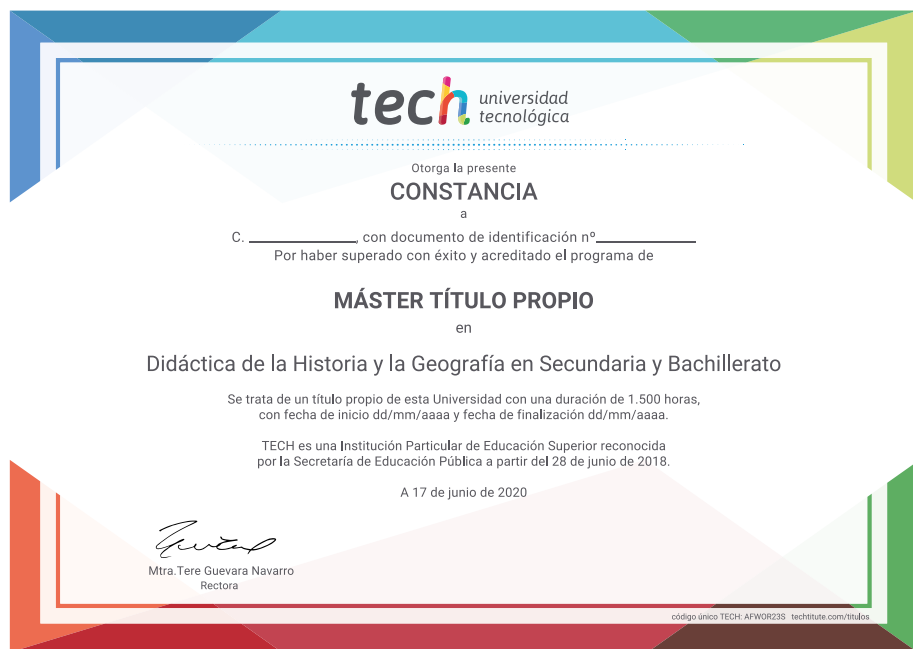 tech universidad
tecnológica
Otorga la presente
CONSTANCIA
a
C. ____________, con documento de identificación nº____________
Por haber superado con éxito y acreditado el programa de
MÁSTER TÍTULO PROPIO
en
Didáctica de la Historia y la Geografía en Secundaria y Bachillerato
Se trata de un título propio de esta Universidad con una duración de 1.500 horas,
con fecha de inicio dd/mm/aaaa y fecha de finalización dd/mm/aaaa.
TECH es una Institución Particular de Educación Superior reconocida
por la Secretaría de Educación Pública a partir del 28 de junio de 2018.
A 17 de junio de 2020
Mtra.Tere Guevara Navarro
Rectora
código único TECH: AFWOR23S techtitute.com/titulos